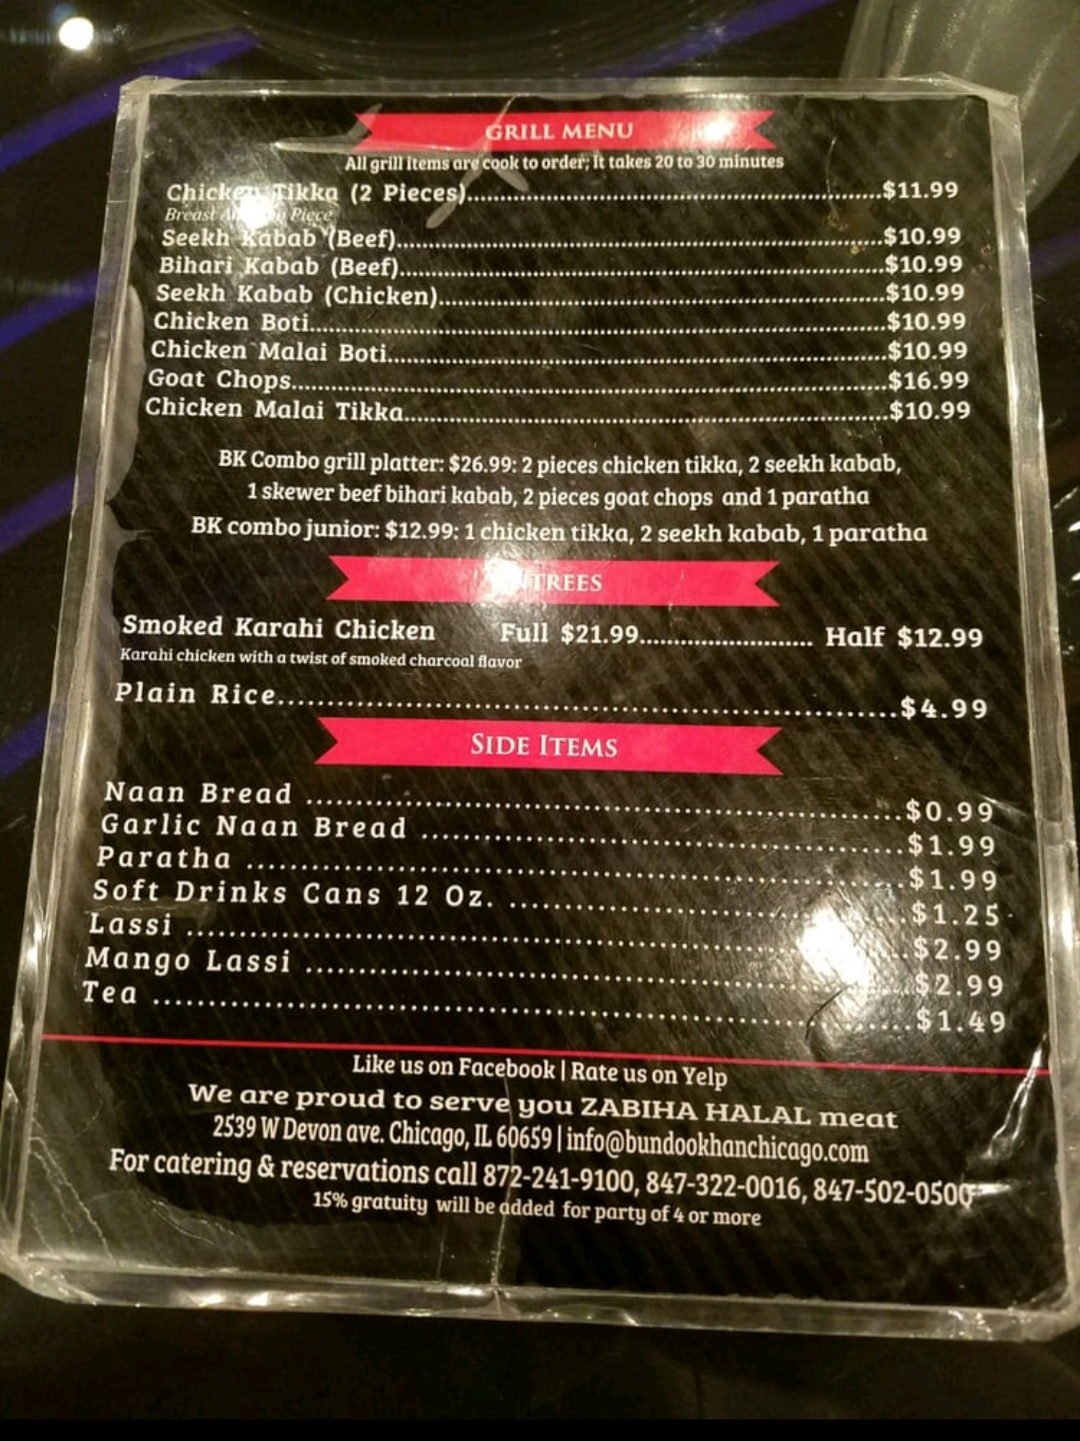 GRILL MENU
All grill items are cook to order; it takes 20 to 30 minutes
Chicken Tikka (2 Pieces)..........$11.99
Breast Piece
Seekh Kabab (Beef)..........$10.99
Bihari Kabab (Beef)..........$10.99
Seekh Kabab (Chicken)..........$10.99
Chicken Boti..........$10.99
Chicken Malai Boti..........$10.99
Goat Chops..........$16.99
Chicken Malai Tikka..........$10.99
BK Combo grill platter: $26.99: 2 pieces chicken tikka, 2 seekh kabab,
1 skewer beef bihari kabab, 2 pieces goat chops and 1 paratha
BK combo junior: $12.99: 1 chicken tikka, 2 seekh kabab, 1 paratha
ENTREES
Smoked Karahi Chicken Full $21.99.......... Half $12.99
Karahi chicken with a twist of smoked charcoal flavor
Plain Rice..........$4.99
SIDE ITEMS
Naan Bread ..........$0.99
Garlic Naan Bread ..........$1.99
Paratha ..........$1.99
Soft Drinks Cans 12 Oz. ..........$1.25
Lassi ..........$2.99
Mango Lassi ..........$2.99
Tea ..........$1.49
Like us on Facebook | Rate us on Yelp
We are proud to serve you ZABIHA HALAL meat
2539 W Devon ave. Chicago, IL 60659 | info@bundookhanchicago.com
For catering & reservations call 872-241-9100, 847-322-0016, 847-502-0500
15% gratuity will be added for party of 4 or more